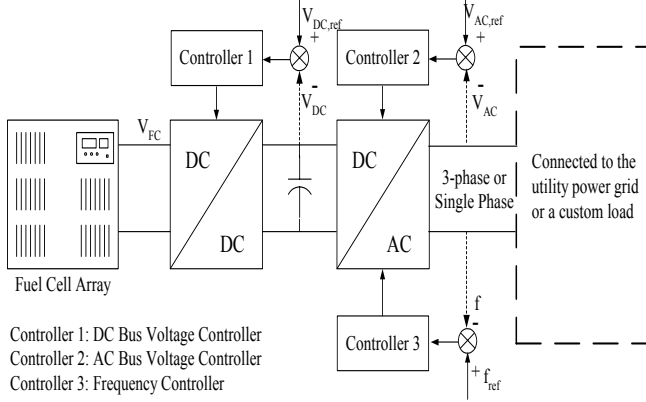 V_DC,ref
+
-
V_DC
Controller 1
V_AC,ref
+
-
V_AC
Controller 2
V_FC
DC
DC
DC
AC
3-phase or
Single Phase
Connected to the
utility power grid
or a custom load
Fuel Cell Array
f
-
Controller 3
+ f_ref
Controller 1: DC Bus Voltage Controller
Controller 2: AC Bus Voltage Controller
Controller 3: Frequency Controller